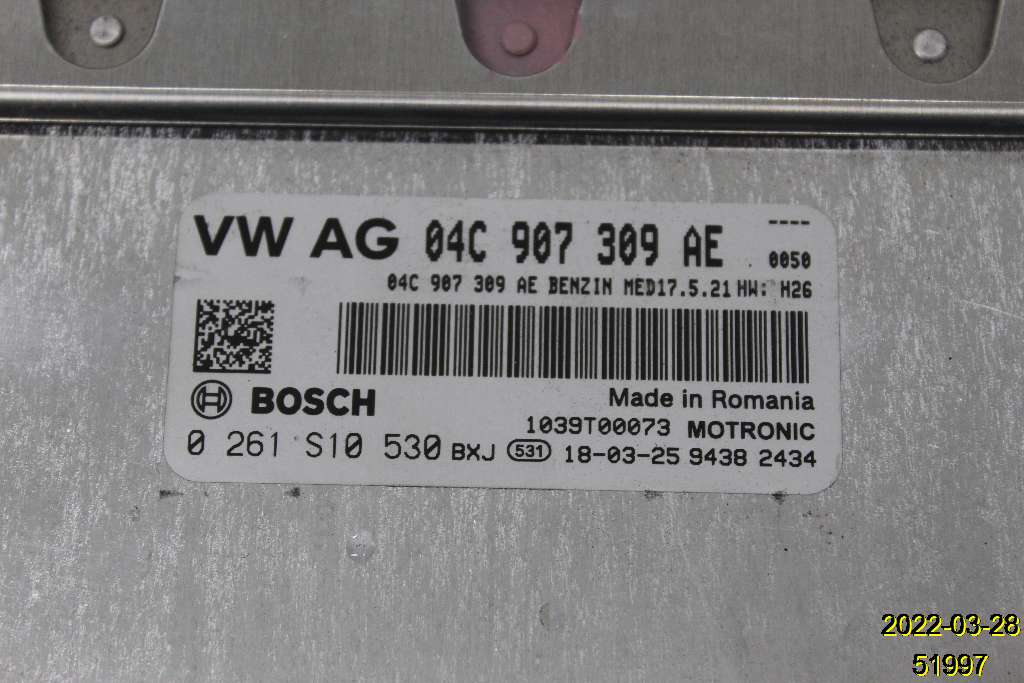 VW AG 04C 907 309 AE ----
0050
04C 907 309 AE BENZIN MED17.5.21 HW: H26
BOSCH
Made in Romania
1039T00073 MOTRONIC
0 261 S10 530 BXJ 531 18-03-25 9438 2434
2022-03-28
51997